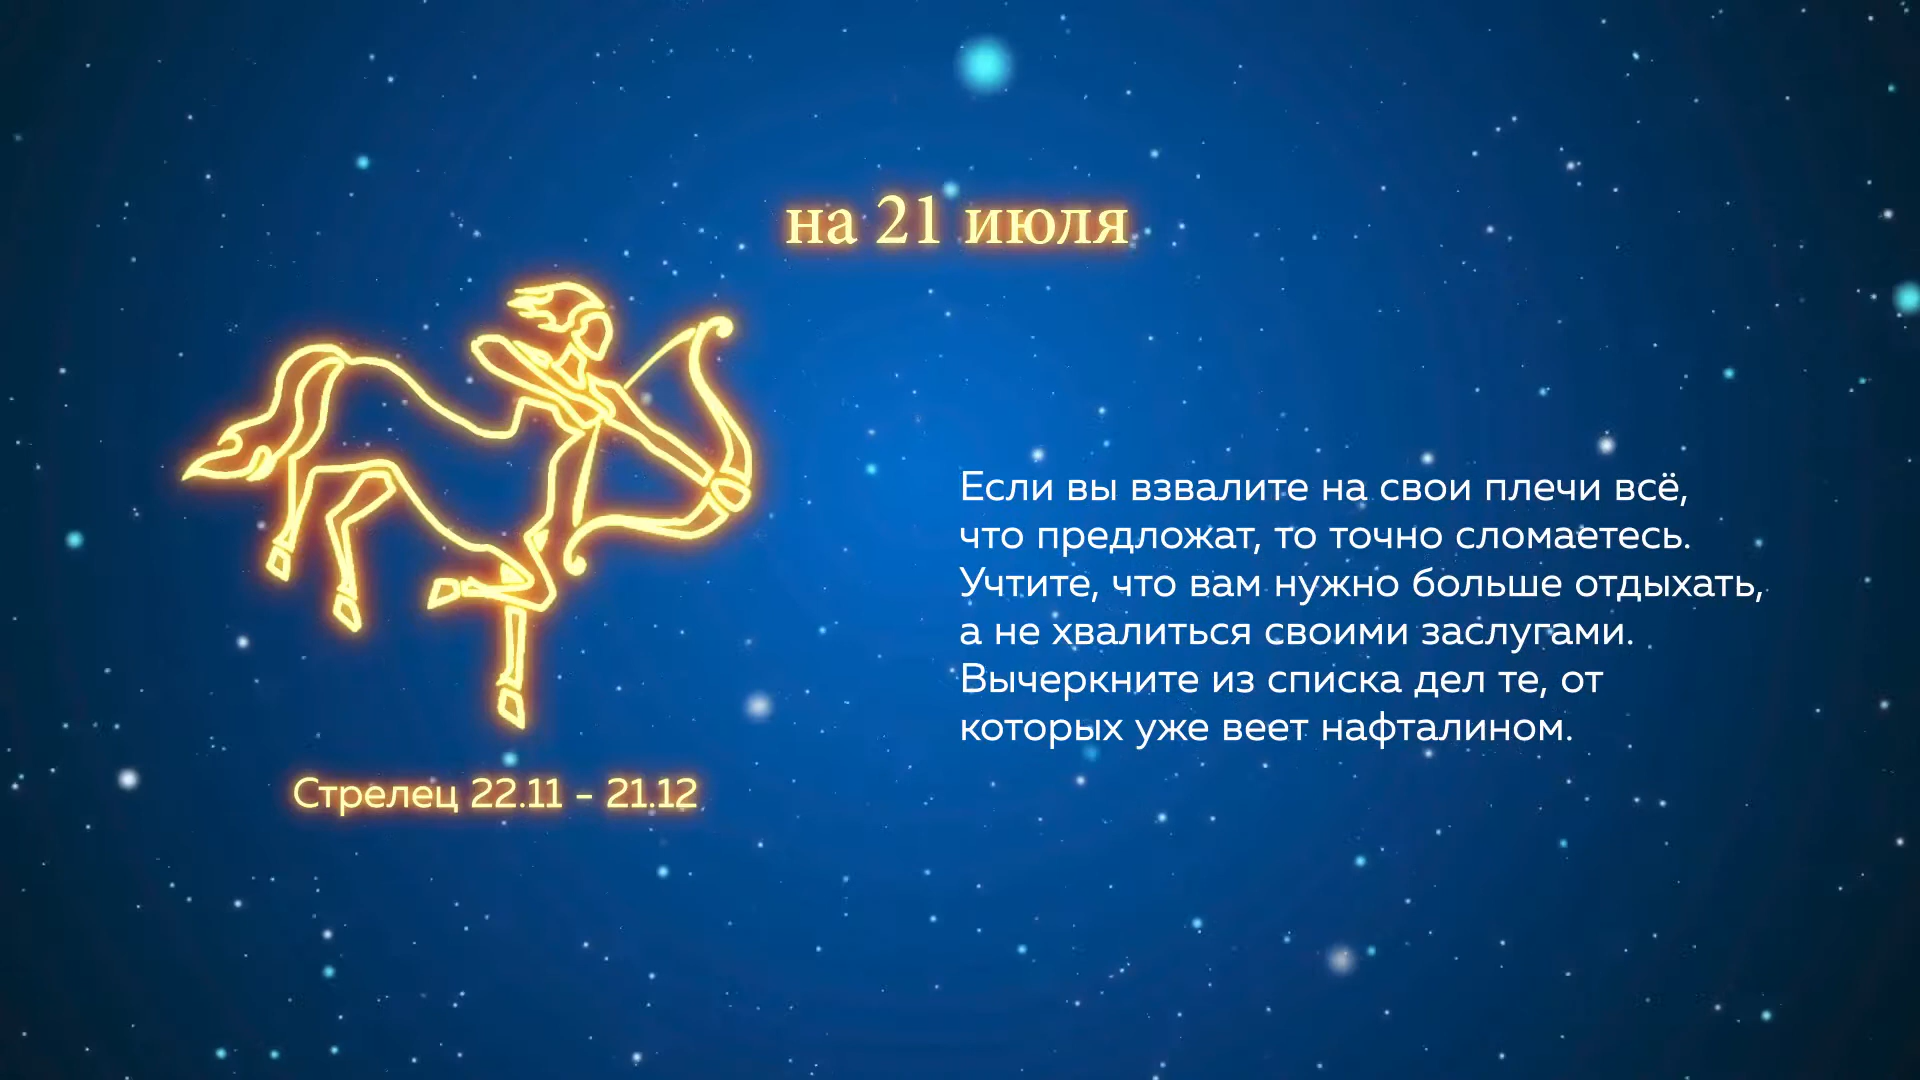 на 21 июля
Если вы взвалите на свои плечи всё,
что предложат, то точно сломаетесь.
Учтите, что вам нужно больше отдыхать,
а не хвалиться своими заслугами.
Вычеркните из списка дел те, от
которых уже веет нафталином.
Стрелец 22.11 - 21.12